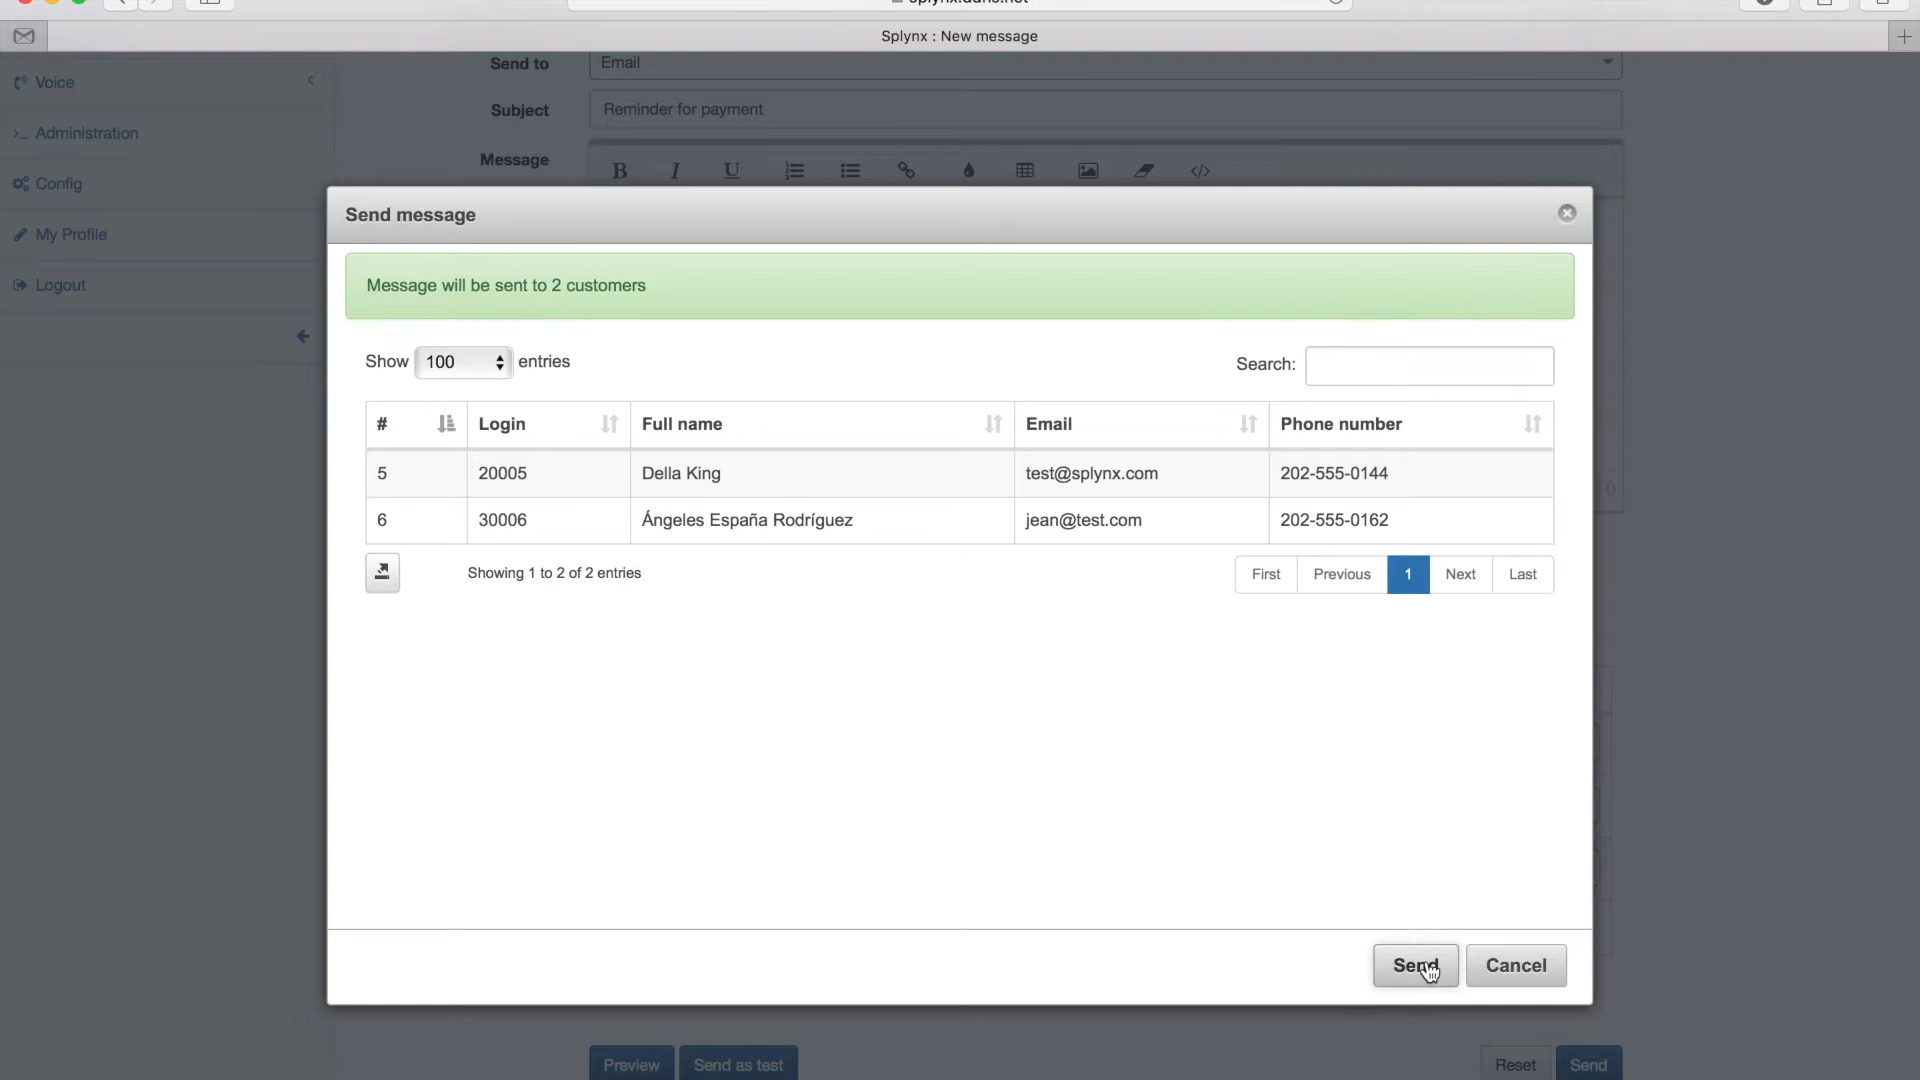 Splynx : New message
Voice
Administration
Config
My Profile
Logout
Send to
Email
Subject
Reminder for payment
Message
B I U
Send message
Message will be sent to 2 customers
Show 100 entries
Search:
# Login Full name Email Phone number
5 20005 Della King test@splynx.com 202-555-0144
6 30006 Ángeles España Rodríguez jean@test.com 202-555-0162
Showing 1 to 2 of 2 entries
First Previous 1 Next Last
Send Cancel
Preview Send as test Reset Send